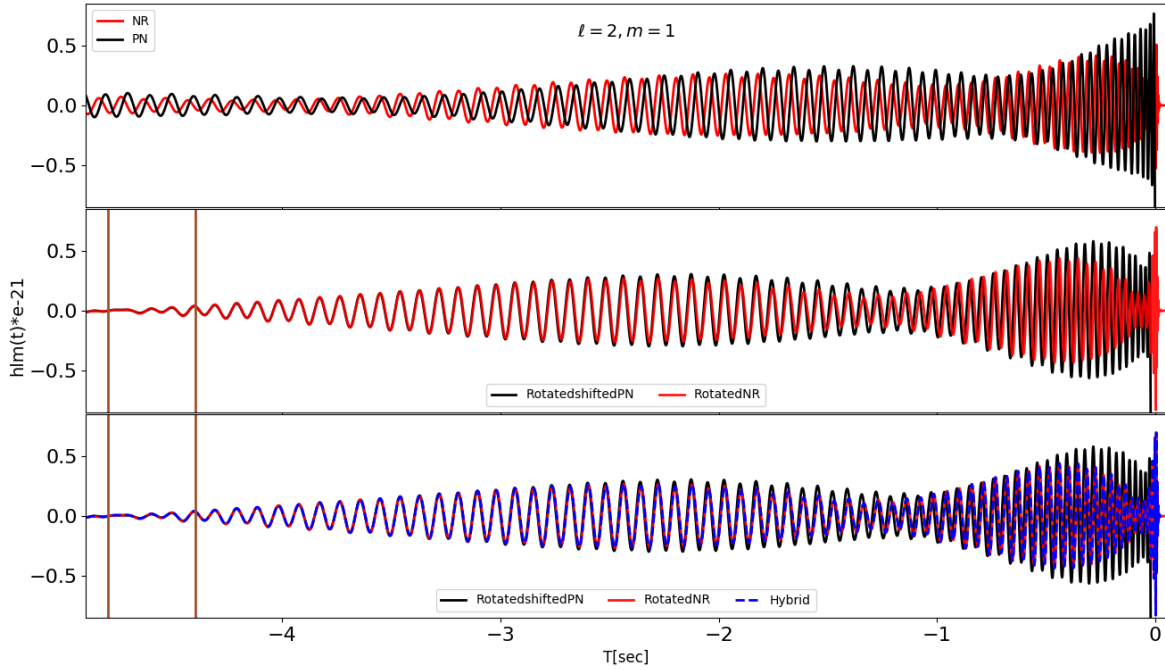 NR
PN
ℓ = 2, m = 1
0.5
0.0
−0.5
0.5
0.0
−0.5
hlm(t)*e-21
RotatedshiftedPN RotatedNR
0.5
0.0
−0.5
RotatedshiftedPN RotatedNR Hybrid
−4 −3 −2 −1 0
T[sec]